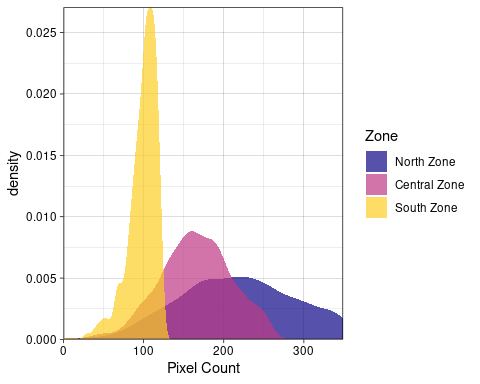 0.025
0.020
0.015
0.010
0.005
0.000
density
0 100 200 300
Pixel Count
Zone
North Zone
Central Zone
South Zone